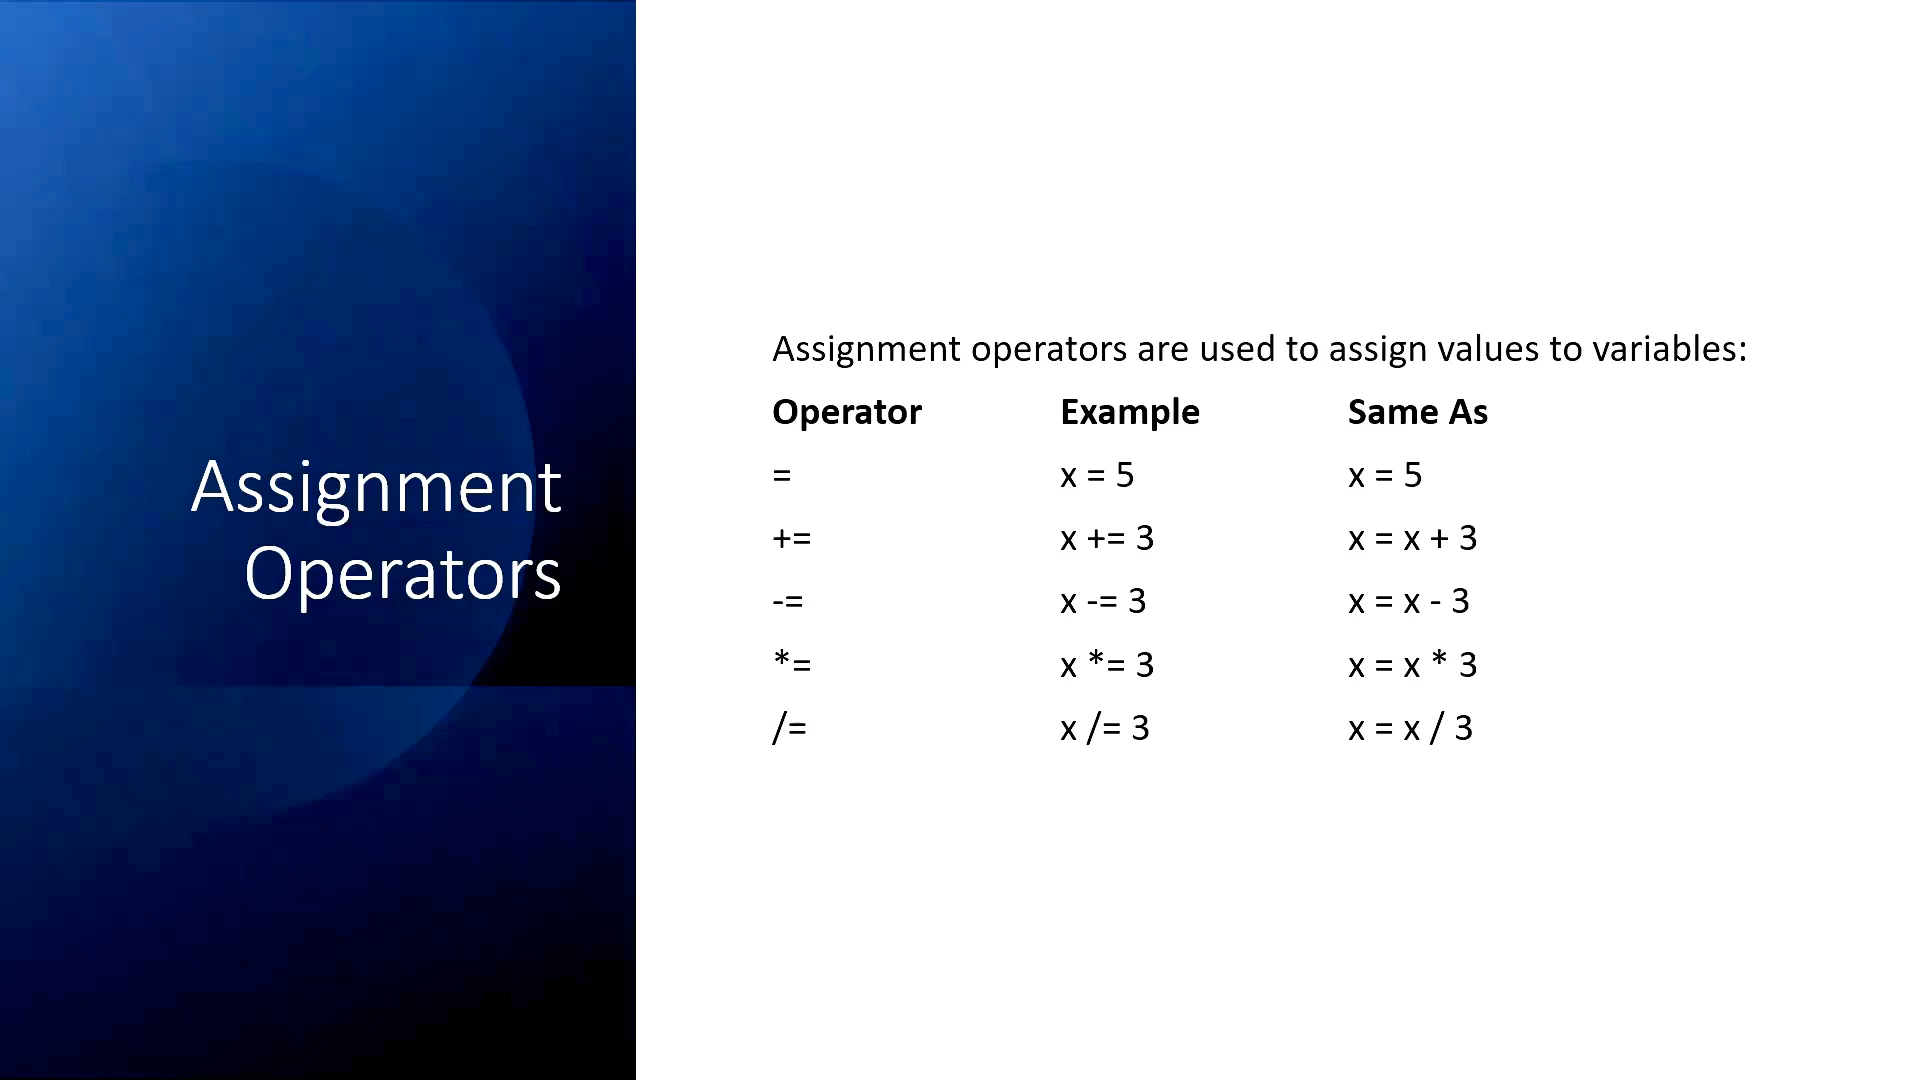 Assignment
Operators
Assignment operators are used to assign values to variables:
Operator Example Same As
= x = 5 x = 5
+= x += 3 x = x + 3
-= x -= 3 x = x - 3
*= x *= 3 x = x * 3
/= x /= 3 x = x / 3